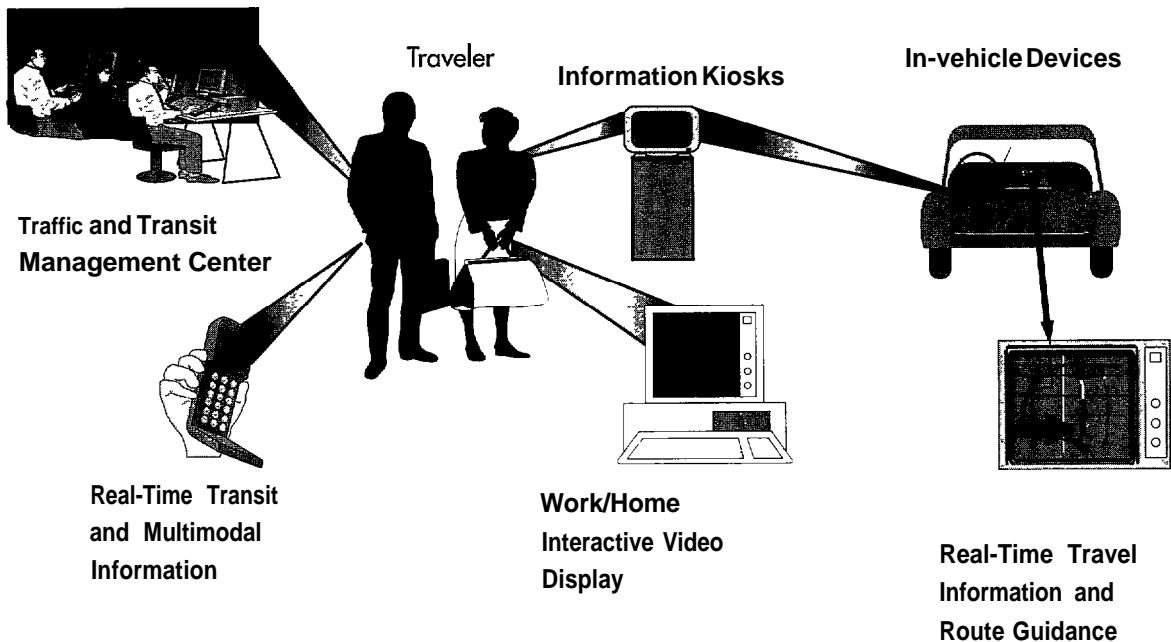 Traveler
Information Kiosks
In-vehicle Devices
Traffic and Transit
Management Center
Real-Time Transit
and Multimodal
Information
Work/Home
Interactive Video
Display
Real-Time Travel
Information and
Route Guidance